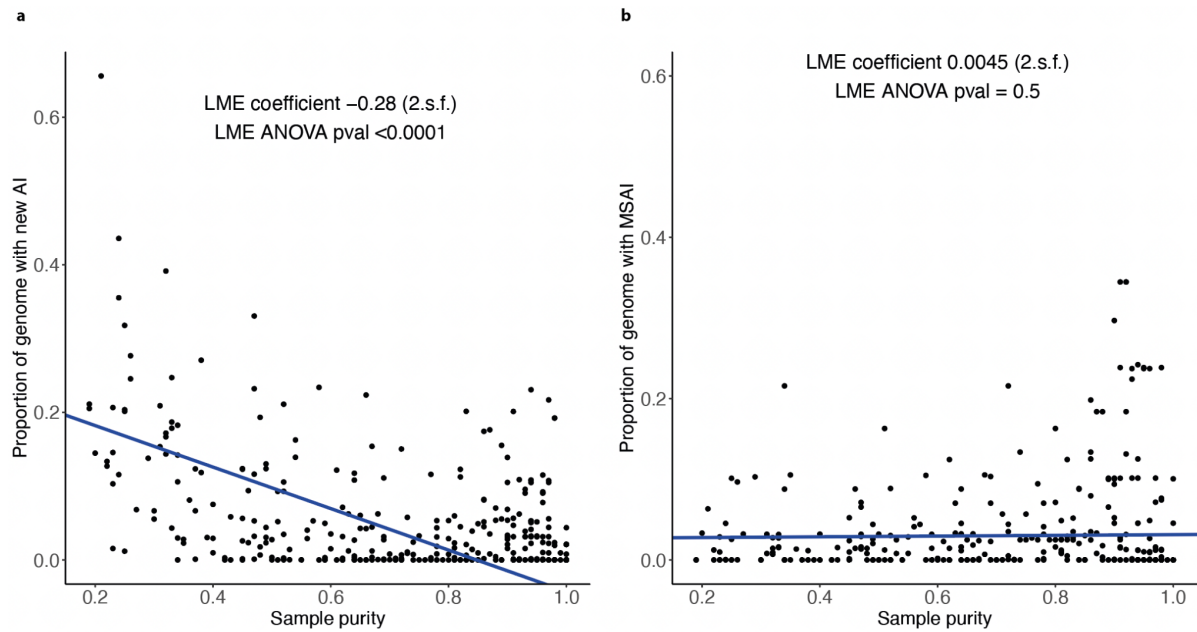 a
LME coefficient −0.28 (2.s.f.)
LME ANOVA pval <0.0001
Proportion of genome with new AI
0.6
0.4
0.2
0.0
0.2
0.4
0.6
0.8
1.0
Sample purity
b
LME coefficient 0.0045 (2.s.f.)
LME ANOVA pval = 0.5
Proportion of genome with MSAI
0.6
0.4
0.2
0.0
0.2
0.4
0.6
0.8
1.0
Sample purity